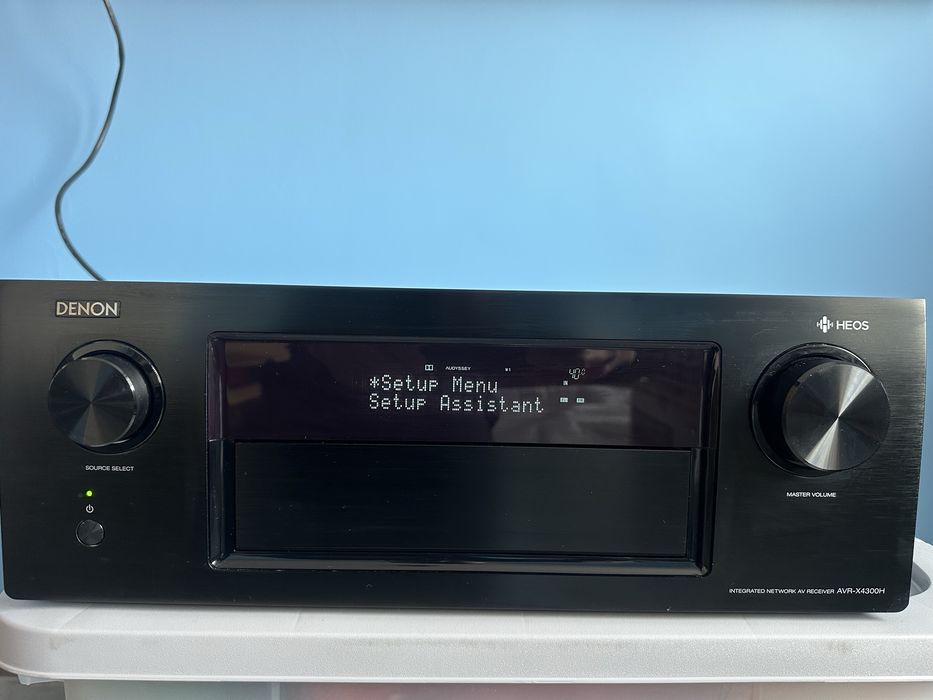 DENON
HEOS
AUDYSSEY
*Setup Menu
Setup Assistant
SOURCE SELECT
MASTER VOLUME
INTEGRATED NETWORK AV RECEIVER AVR-X4300H